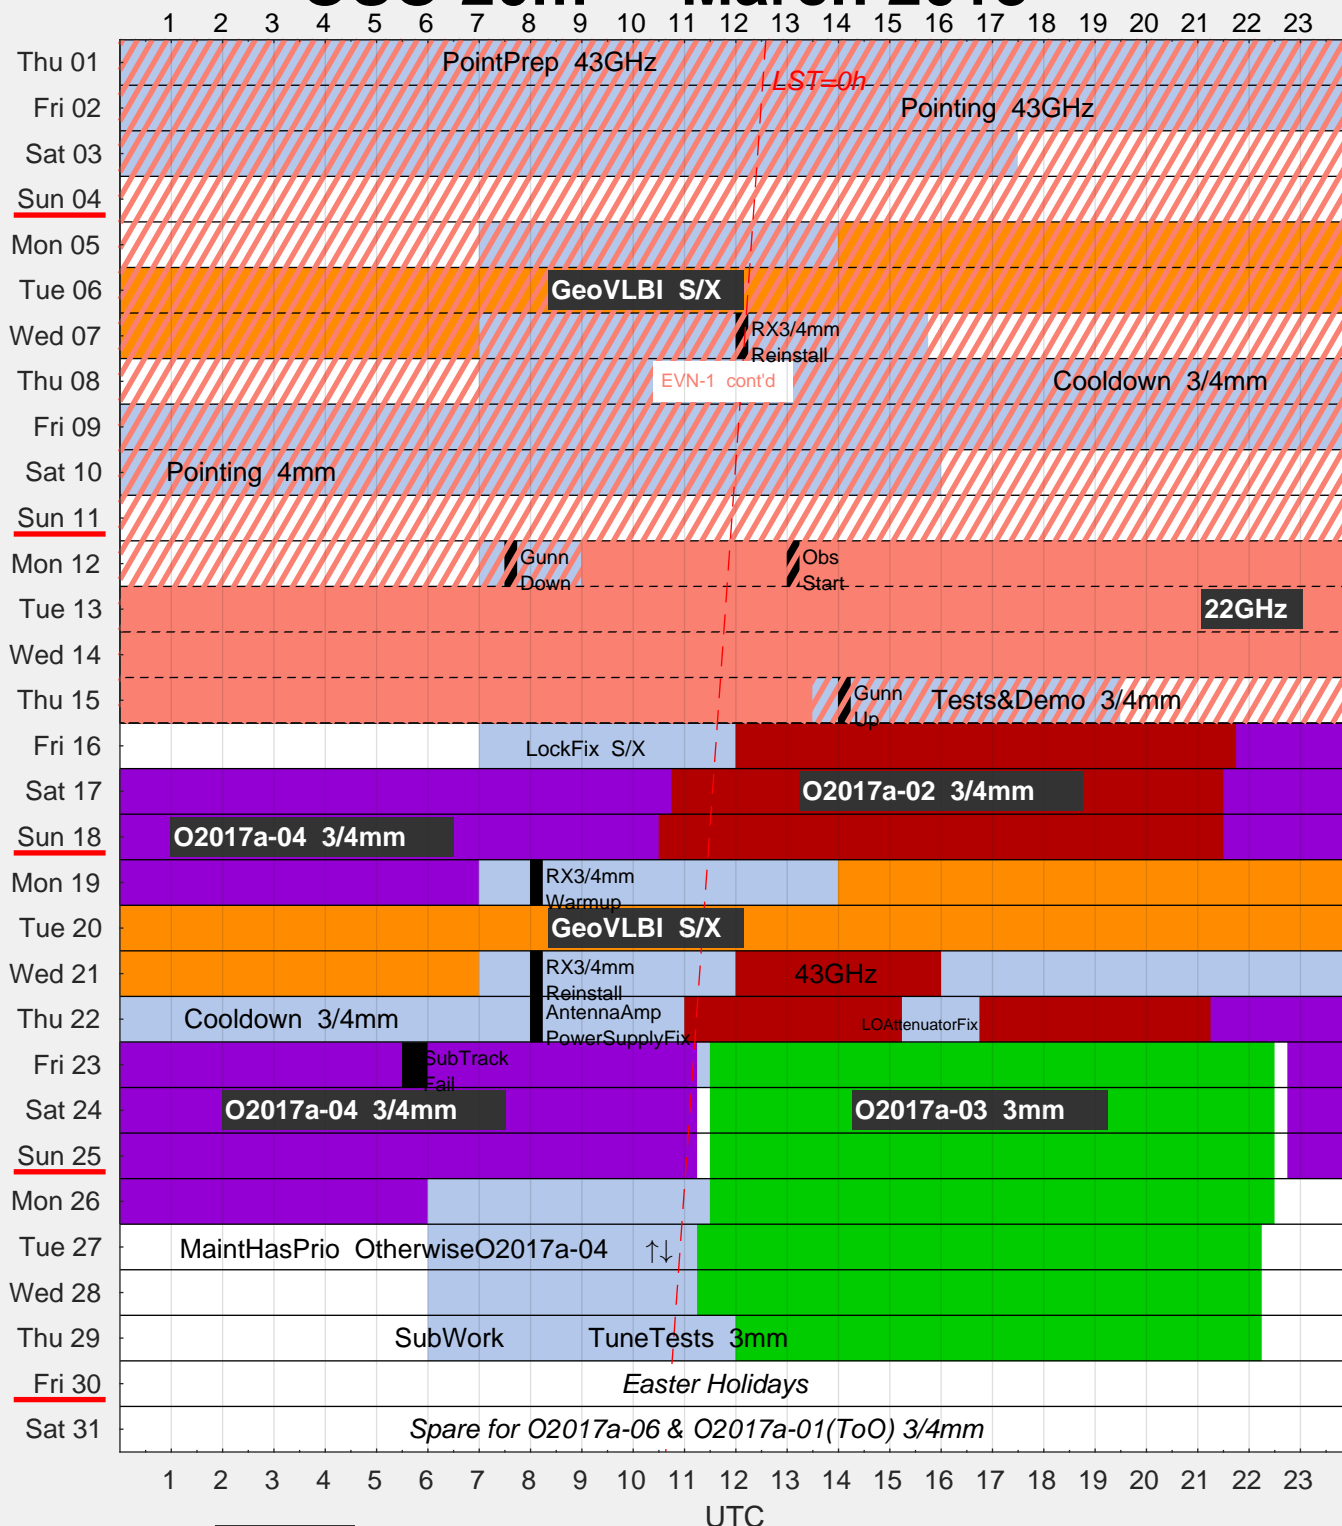 1 2 3 4 5 6 7 8 9 10 11 12 13 14 15 16 17 18 19 20 21 22 23
Thu 01 PointPrep 43GHz
LST=0h
Fri 02 Pointing 43GHz
Sat 03
Sun 04
Mon 05
Tue 06 GeoVLBI S/X
Wed 07 RX3/4mm
Reinstall
Thu 08 EVN-1 cont'd Cooldown 3/4mm
Fri 09
Sat 10 Pointing 4mm
Sun 11
Mon 12 Gunn Obs
Down Start
Tue 13 22GHz
Wed 14
Thu 15 Gunn Tests&Demo 3/4mm
Up
Fri 16 LockFix S/X
Sat 17 O2017a-02 3/4mm
Sun 18 O2017a-04 3/4mm
Mon 19 RX3/4mm
Warmup
Tue 20 GeoVLBI S/X
Wed 21 RX3/4mm 43GHz
Reinstall
Thu 22 Cooldown 3/4mm AntennaAmp LOAttenuatorFix
PowerSupplyFix
Fri 23 SubTrack
Fail
Sat 24 O2017a-04 3/4mm O2017a-03 3mm
Sun 25
Mon 26
Tue 27 MaintHasPrio OtherwiseO2017a-04 ↑↓
Wed 28
Thu 29 SubWork TuneTests 3mm
Fri 30 Easter Holidays
Sat 31 Spare for O2017a-06 & O2017a-01(ToO) 3/4mm
1 2 3 4 5 6 7 8 9 10 11 12 13 14 15 16 17 18 19 20 21 22 23
UTC